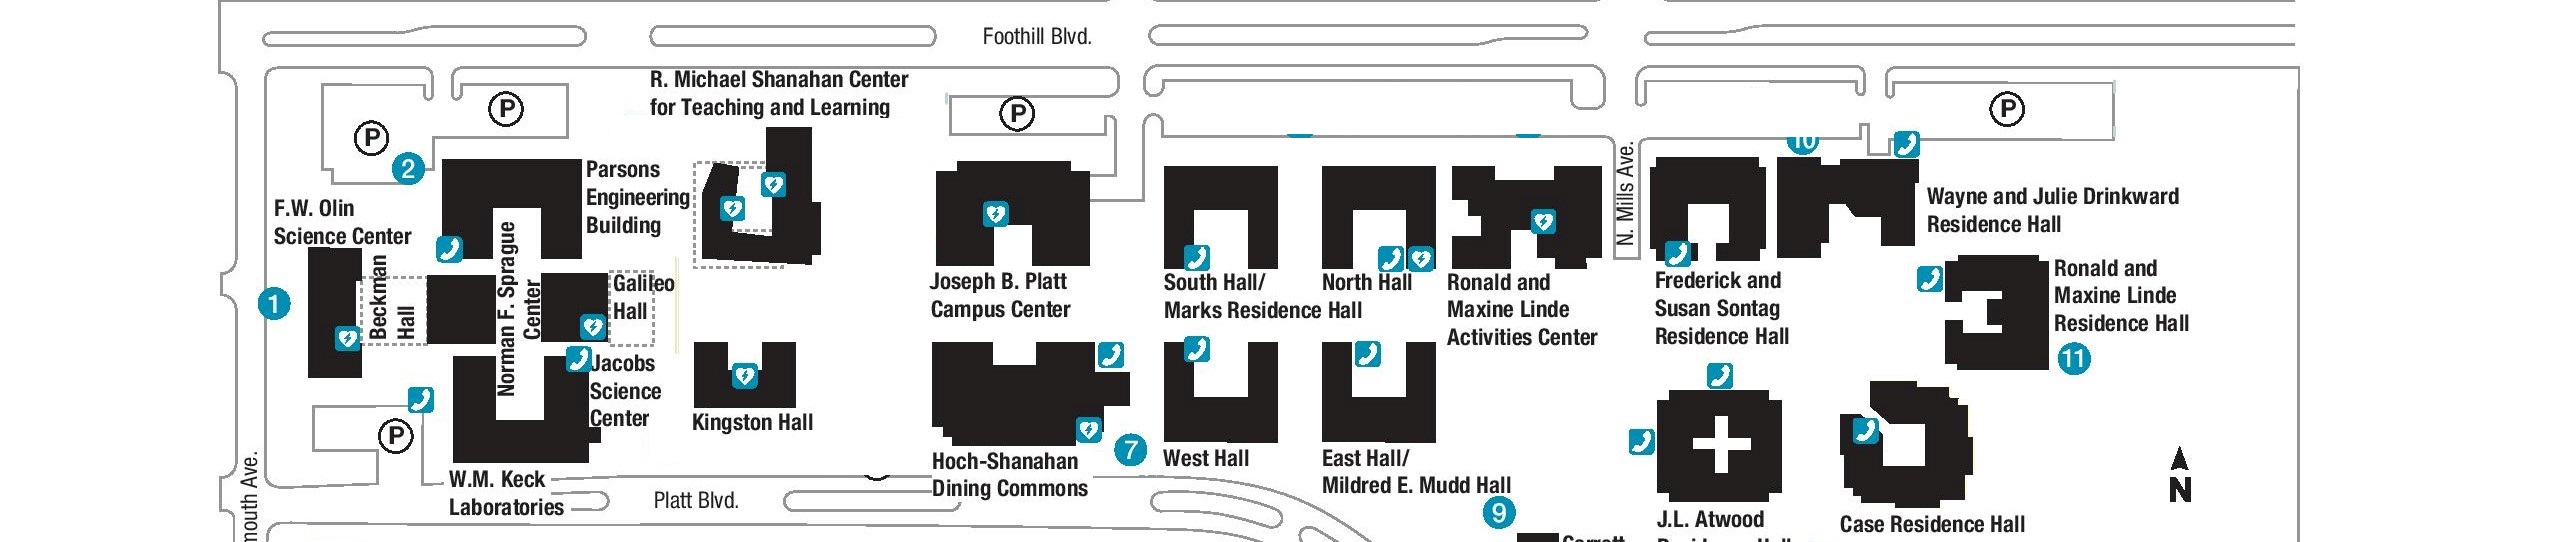 Foothill Blvd.
R. Michael Shanahan Center
for Teaching and Learning
P
P
P
P
2
Parsons
Engineering
Building
F.W. Olin
Science Center
1
Beckman
Hall
Norman F. Sprague
Center
Galileo
Hall
Jacobs
Science
Center
P
W.M. Keck
Laboratories
Kingston Hall
Joseph B. Platt
Campus Center
Hoch-Shanahan
Dining Commons
7
South Hall/
Marks Residence Hall
North Hall
Ronald and
Maxine Linde
Activities Center
West Hall
East Hall/
Mildred E. Mudd Hall
9
N. Mills Ave.
10
Frederick and
Susan Sontag
Residence Hall
Wayne and Julie Drinkward
Residence Hall
Ronald and
Maxine Linde
Residence Hall
11
J.L. Atwood
Case Residence Hall
N
Platt Blvd.
mouth Ave.